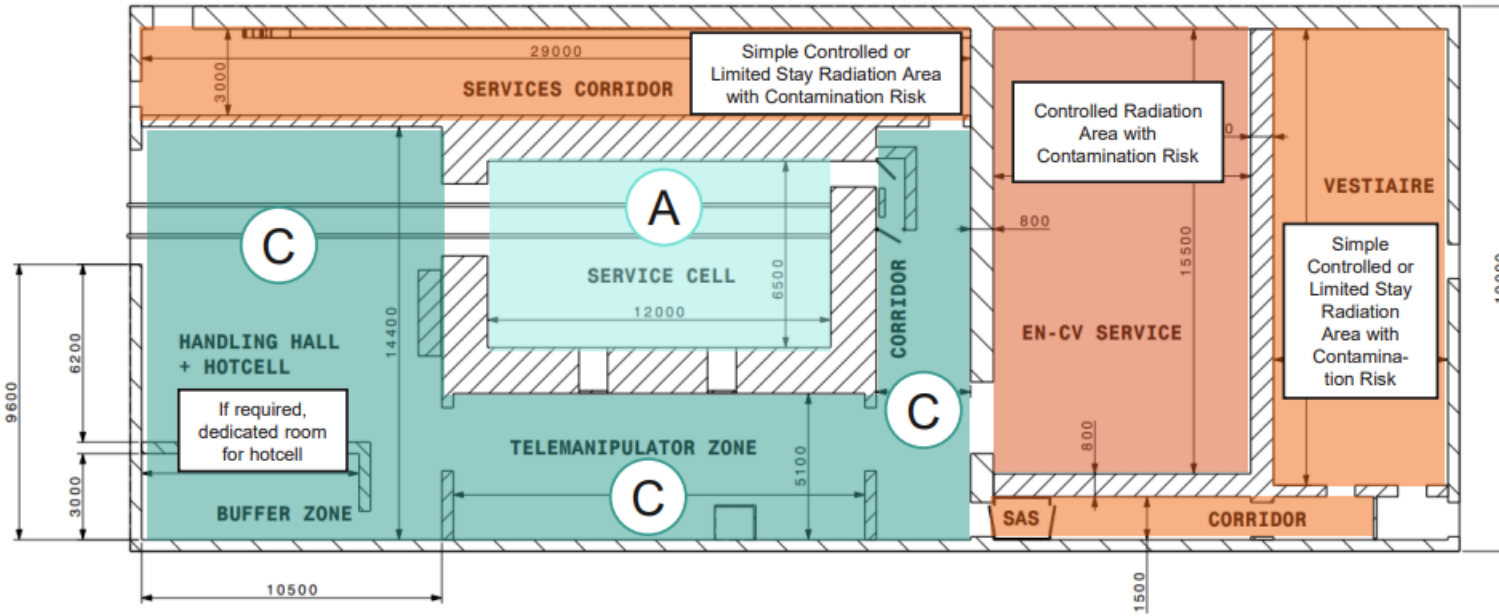 29000
3000
SERVICES CORRIDOR
Simple Controlled or
Limited Stay Radiation Area
with Contamination Risk
Controlled Radiation
Area with
Contamination Risk
VESTIAIRE
A
C
SERVICE CELL
6500
12000
14400
800
15500
CORRIDOR
EN-CV SERVICE
Simple
Controlled or
Limited Stay
Radiation
Area with
Contamina-
tion Risk
HANDLING HALL
+ HOTCELL
9600
6200
If required,
dedicated room
for hotcell
C
TELEMANIPULATOR ZONE
5100
800
3000
BUFFER ZONE
C
SAS
CORRIDOR
10500
1500